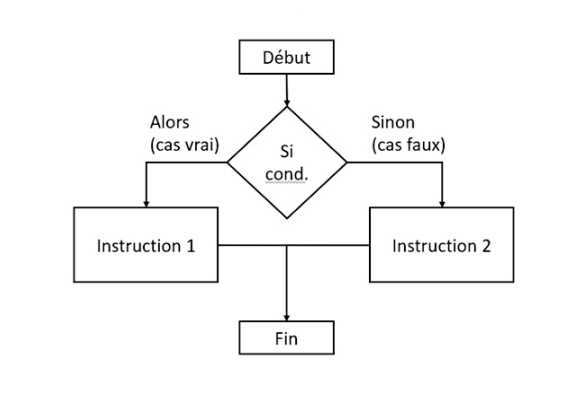 Début
Alors
(cas vrai)
Sinon
(cas faux)
Si
cond.
Instruction 1
Instruction 2
Fin